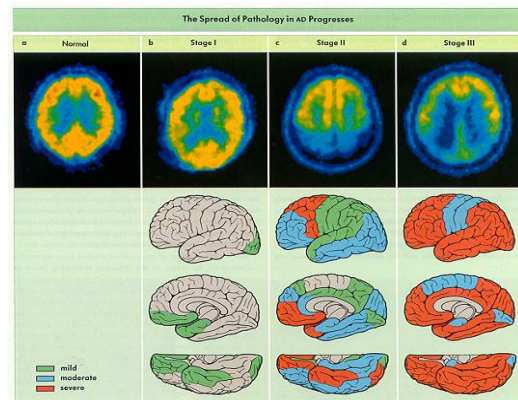 The Spread of Pathology in AD Progresses
a Normal
b Stage I
c Stage II
d Stage III
mild
moderate
severe